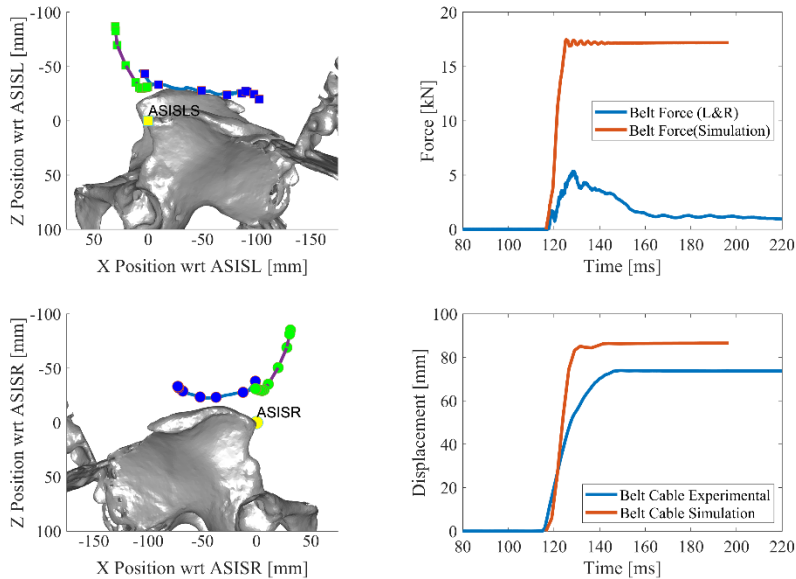 -100
-50
0
50
100
Z Position wrt ASISL [mm]
ASISLS
50 0 -50 -100 -150
X Position wrt ASISL [mm]
20
15
10
5
0
Force [kN]
Belt Force (L&R)
Belt Force(Simulation)
80 100 120 140 160 180 200 220
Time [ms]
-100
-50
0
50
100
Z Position wrt ASISR [mm]
ASISR
-150 -100 -50 0 50
X Position wrt ASISR [mm]
100
80
60
40
20
0
Displacement [mm]
Belt Cable Experimental
Belt Cable Simulation
80 100 120 140 160 180 200 220
Time [ms]